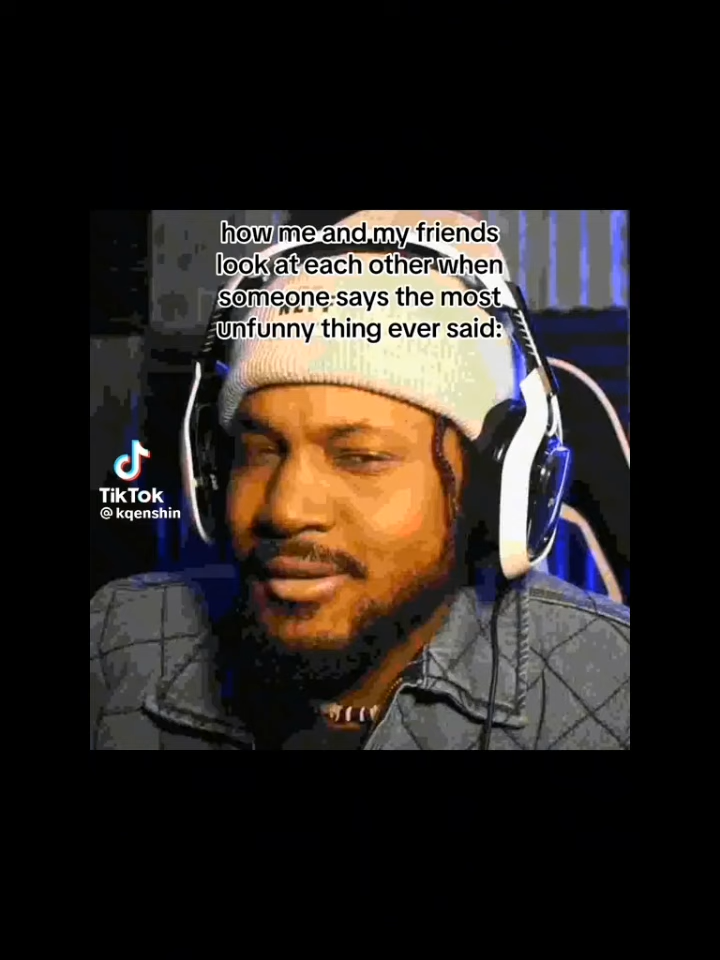 how me and my friends
look at each other when
someone says the most
unfunny thing ever said:
TikTok
@kqenshin